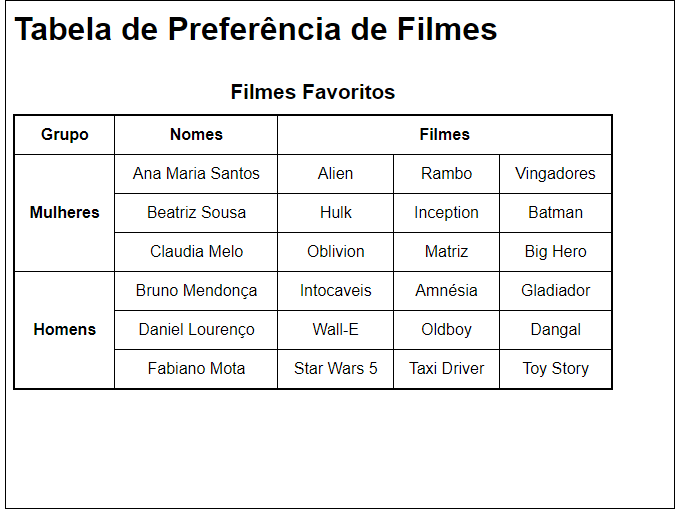 Tabela de Preferência de Filmes
Filmes Favoritos
Grupo Nomes Filmes
Mulheres
Ana Maria Santos Alien Rambo Vingadores
Beatriz Sousa Hulk Inception Batman
Claudia Melo Oblivion Matriz Big Hero
Homens
Bruno Mendonça Intocaveis Amnésia Gladiador
Daniel Lourenço Wall-E Oldboy Dangal
Fabiano Mota Star Wars 5 Taxi Driver Toy Story